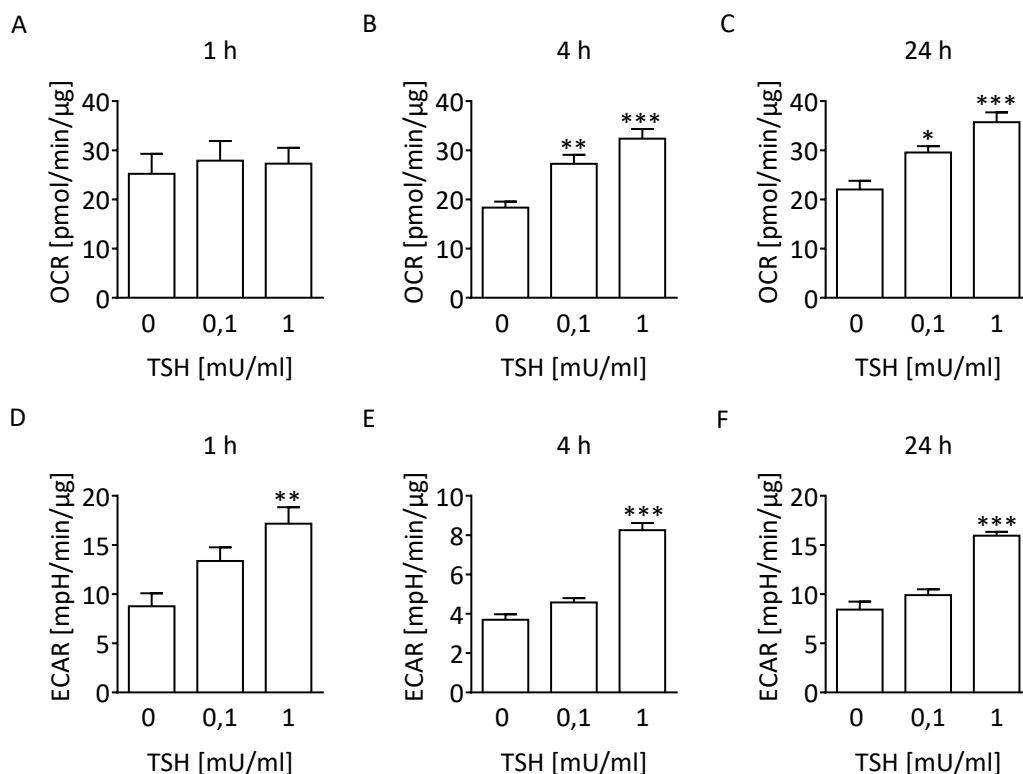 A
1 h
OCR [pmol/min/µg]
40
30
20
10
0
0 0,1 1
TSH [mU/ml]
B
4 h
OCR [pmol/min/µg]
40
30
20
10
0
** ***
0 0,1 1
TSH [mU/ml]
C
24 h
OCR [pmol/min/µg]
40
30
20
10
0
* ***
0 0,1 1
TSH [mU/ml]
D
1 h
ECAR [mpH/min/µg]
20
15
10
5
0
**
0 0,1 1
TSH [mU/ml]
E
4 h
ECAR [mpH/min/µg]
10
8
6
4
2
0
***
0 0,1 1
TSH [mU/ml]
F
24 h
ECAR [mpH/min/µg]
20
15
10
5
0
***
0 0,1 1
TSH [mU/ml]